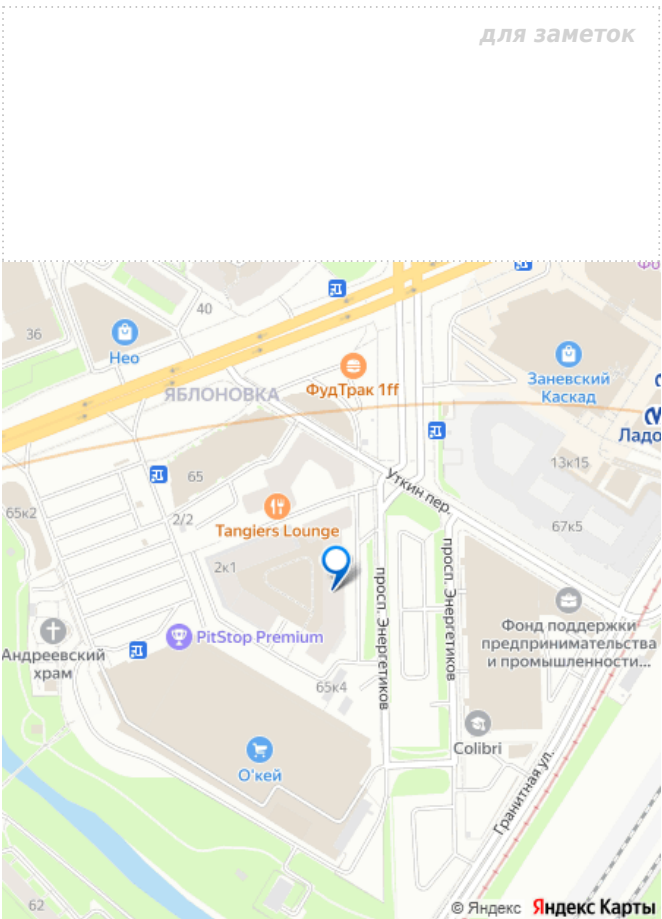 для заметок
Фо
40
36
Нео
ФудТрак 1ff
ЯБЛОНОВКА
Заневский
Каскад
Ладо
65
13к15
Уткин пер.
65к2
2/2
Tangiers Lounge
67к5
2к1
просп. Энергетиков
просп. Энергетиков
Фонд поддержки
предпринимательства
и промышленности...
PitStop Premium
Андреевский
храм
65к4
Colibri
О'кей
Гранитная ул.
62
© Яндекс Яндекс Карты